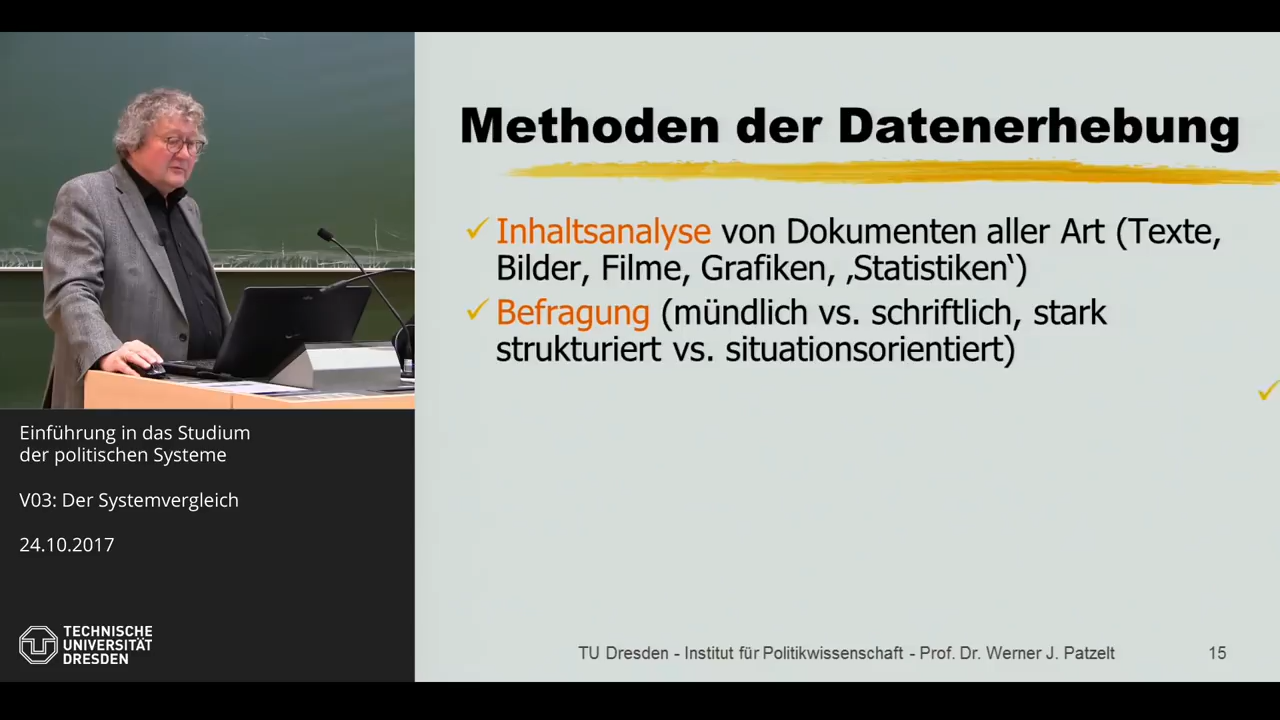 Methoden der Datenerhebung
✓ Inhaltsanalyse von Dokumenten aller Art (Texte,
Bilder, Filme, Grafiken, ‚Statistiken‘)
✓ Befragung (mündlich vs. schriftlich, stark
strukturiert vs. situationsorientiert)
✓
Einführung in das Studium
der politischen Systeme
V03: Der Systemvergleich
24.10.2017
TECHNISCHE
UNIVERSITÄT
DRESDEN
TU Dresden - Institut für Politikwissenschaft - Prof. Dr. Werner J. Patzelt
15